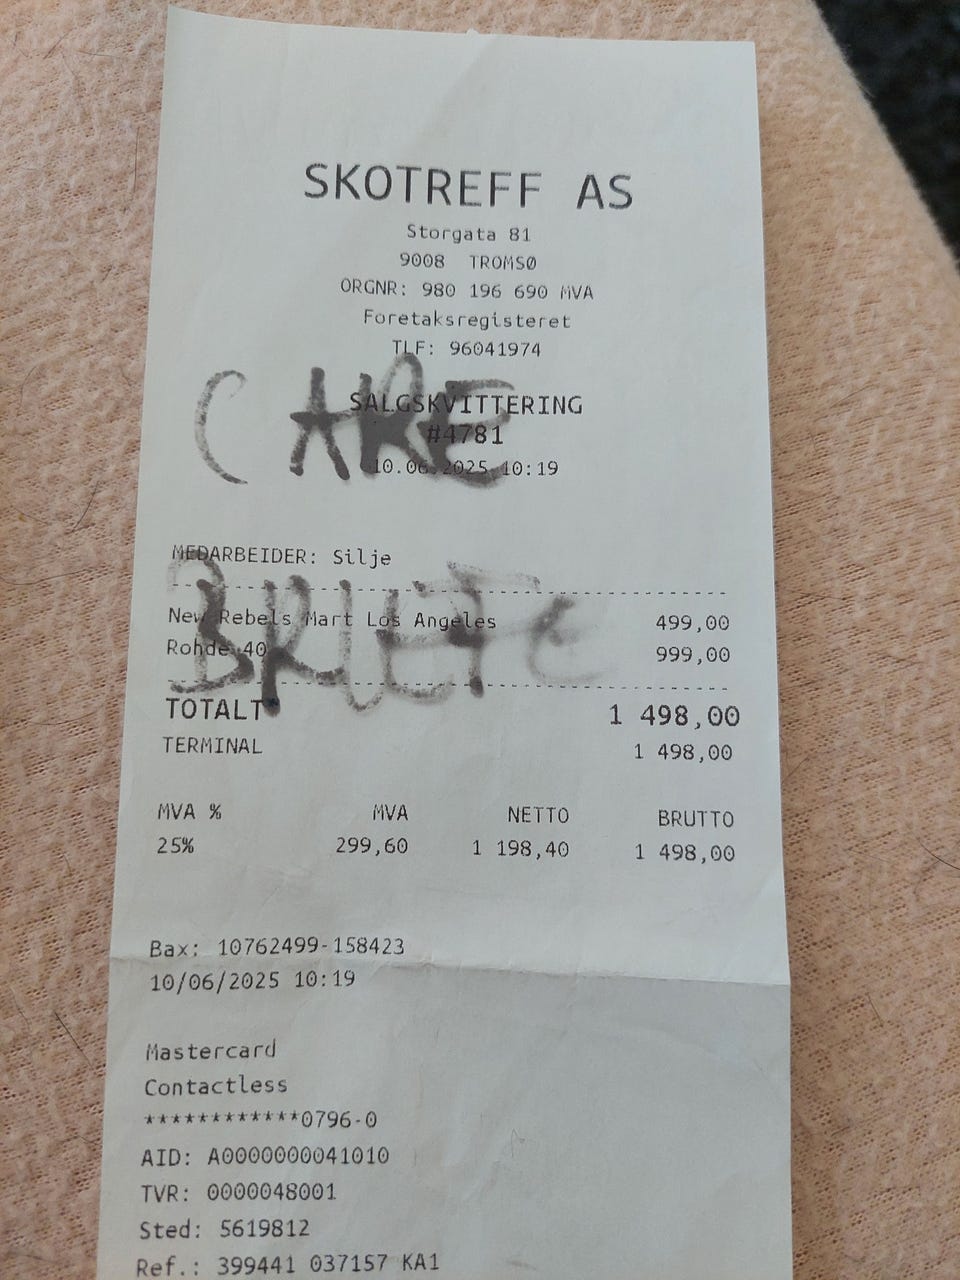 SKOTREFF AS
Storgata 81
9008 TROMSØ
ORGNR: 980 196 690 MVA
Foretaksregisteret
TLF: 96041974
CARE
SALGSKVITTERING
#4781
10.06.2025 10:19
MEDARBEIDER: Silje
New Rebels Mart Los Angeles 499,00
Rohde 40 999,00
TOTALT 1 498,00
TERMINAL 1 498,00
MVA % MVA NETTO BRUTTO
25% 299,60 1 198,40 1 498,00
Bax: 10762499-158423
10/06/2025 10:19
Mastercard
Contactless
************0796-0
AID: A0000000041010
TVR: 0000048001
Sted: 5619812
Ref.: 399441 037157 KA1